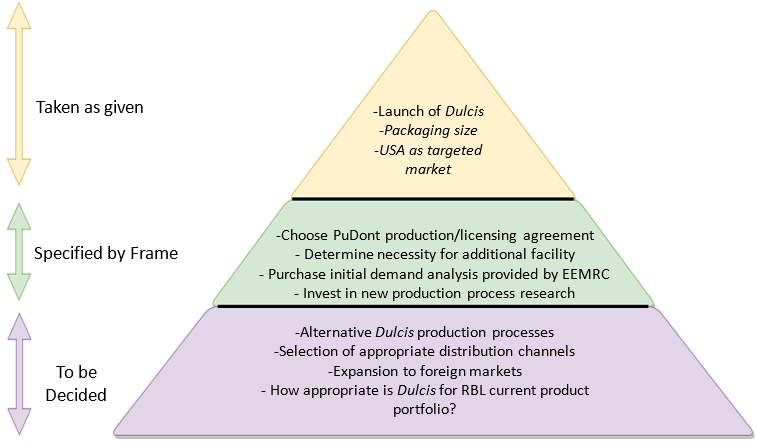 Taken as given
-Launch of Dulcis
-Packaging size
-USA as targeted
market
Specified by Frame
-Choose PuDont production/licensing agreement
- Determine necessity for additional facility
- Purchase initial demand analysis provided by EEMRC
- Invest in new production process research
To be
Decided
-Alternative Dulcis production processes
-Selection of appropriate distribution channels
-Expansion to foreign markets
- How appropriate is Dulcis for RBL current product
portfolio?